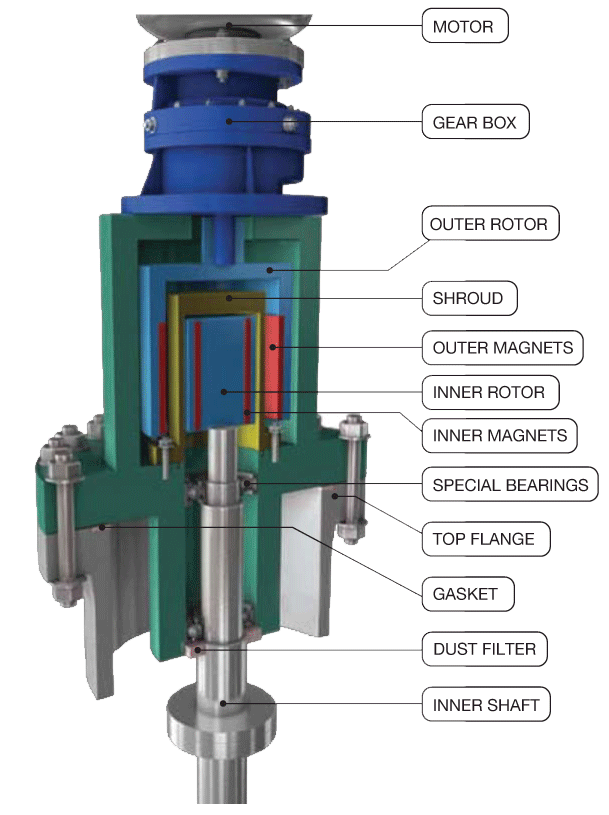 MOTOR
GEAR BOX
OUTER ROTOR
SHROUD
OUTER MAGNETS
INNER ROTOR
INNER MAGNETS
SPECIAL BEARINGS
TOP FLANGE
GASKET
DUST FILTER
INNER SHAFT